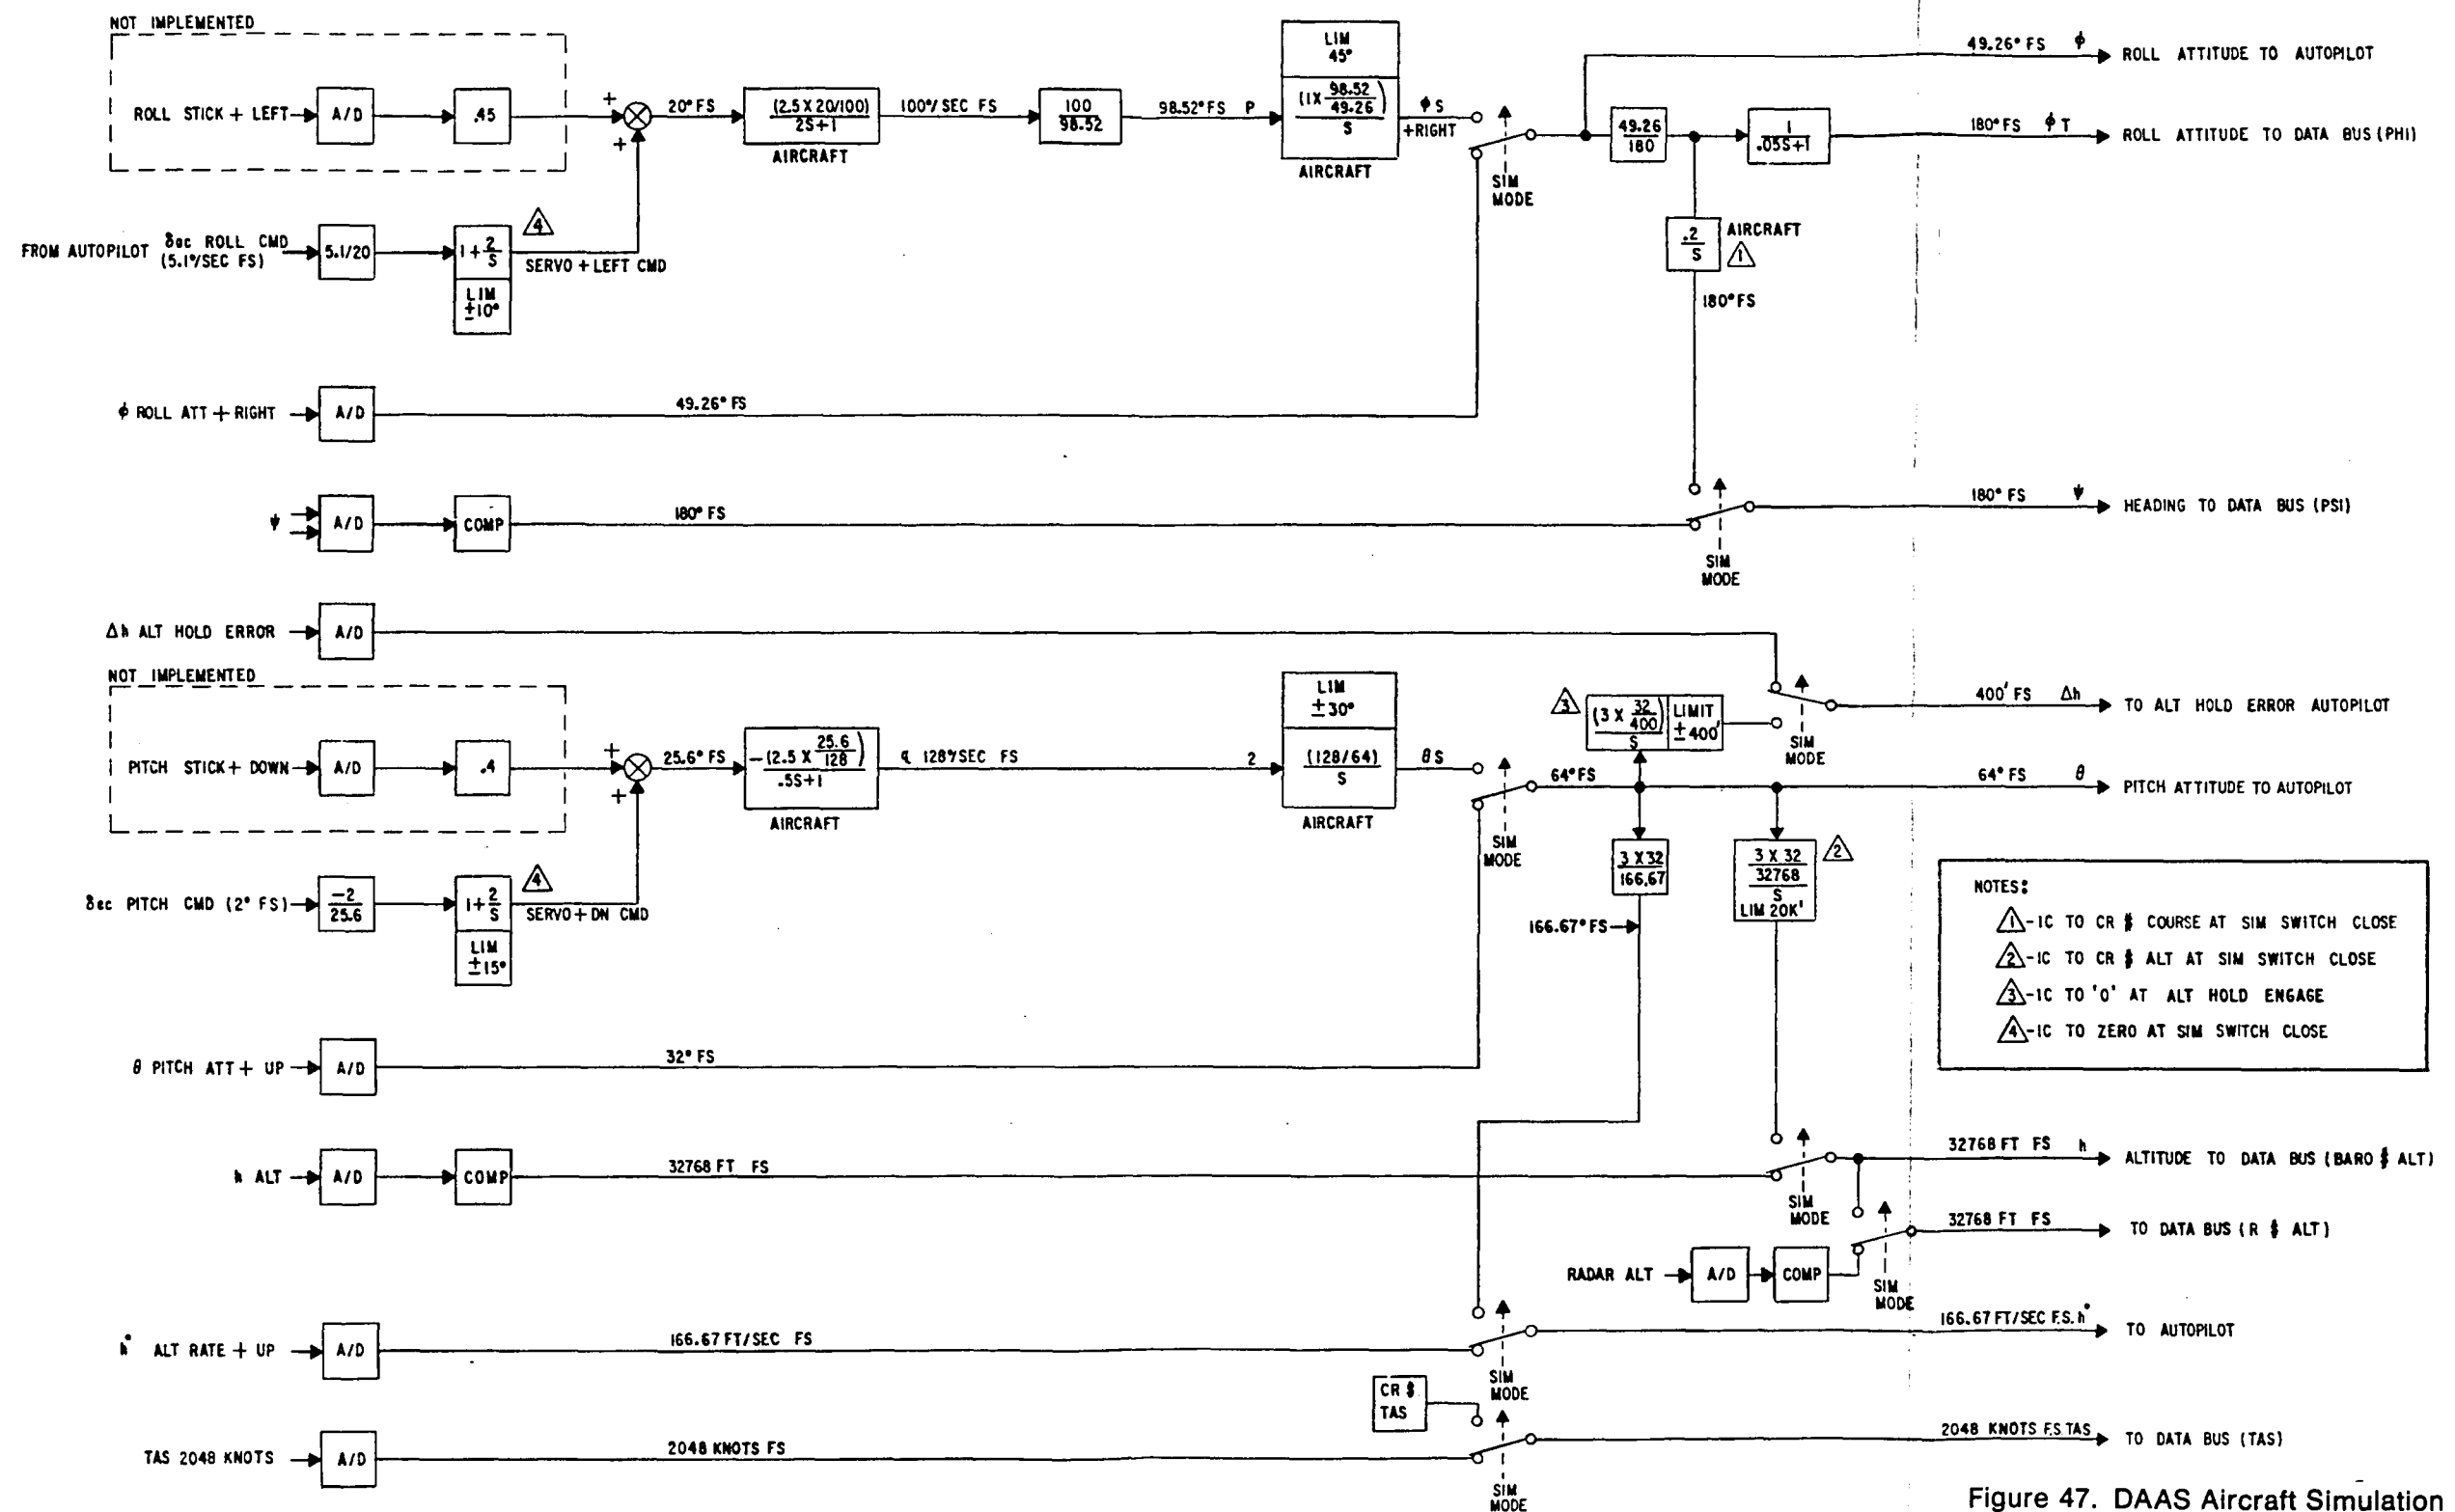 NOT IMPLEMENTED
ROLL STICK + LEFT
A/D
.45
+
+
20° FS
(2.5 X 20/100)
2S+1
AIRCRAFT
100°/SEC FS
100
98.52
98.52° FS P
LIM
45°
(1X 98.52
49.26)
S
AIRCRAFT
ϕ S
+RIGHT
SIM
MODE
49.26° FS ϕ
ROLL ATTITUDE TO AUTOPILOT
49.26
180
1
.05S+1
180° FS ϕ T
ROLL ATTITUDE TO DATA BUS (PHI)
FROM AUTOPILOT
δac ROLL CMD
(5.1°/SEC FS)
5.1/20
1+2
S
LIM
±10°
4
SERVO + LEFT CMD
.2
S
AIRCRAFT
1
180° FS
ϕ ROLL ATT + RIGHT
A/D
49.26° FS
ψ
A/D
COMP
180° FS
SIM
MODE
180° FS ψ
HEADING TO DATA BUS (PSI)
Δh ALT HOLD ERROR
A/D
NOT IMPLEMENTED
PITCH STICK + DOWN
A/D
.4
+
+
25.6° FS
-(2.5 X 25.6
128)
.5S+1
AIRCRAFT
q 128°/SEC FS
2
LIM
±30°
(128/64)
S
AIRCRAFT
θ S
SIM
MODE
64° FS
3
(3 X 32
400)
S
LIMIT
±400'
SIM
MODE
400' FS Δh
TO ALT HOLD ERROR AUTOPILOT
64° FS θ
PITCH ATTITUDE TO AUTOPILOT
3 X 32
166.67
3 X 32
32768
S
LIM 20K'
2
166.67° FS
δec PITCH CMD (2° FS)
-2
25.6
1+2
S
LIM
±15°
4
SERVO + DN CMD
NOTES:
1-IC TO CR $ COURSE AT SIM SWITCH CLOSE
2-IC TO CR $ ALT AT SIM SWITCH CLOSE
3-IC TO '0' AT ALT HOLD ENGAGE
4-IC TO ZERO AT SIM SWITCH CLOSE
θ PITCH ATT + UP
A/D
32° FS
h ALT
A/D
COMP
32768 FT FS
SIM
MODE
32768 FT FS h
ALTITUDE TO DATA BUS (BARO $ ALT)
RADAR ALT
A/D
COMP
SIM
MODE
32768 FT FS
TO DATA BUS (R $ ALT)
ḣ ALT RATE + UP
A/D
166.67 FT/SEC FS
SIM
MODE
166.67 FT/SEC F.S. ḣ
TO AUTOPILOT
CR $
TAS
TAS 2048 KNOTS
A/D
2048 KNOTS FS
SIM
MODE
2048 KNOTS F.S. TAS
TO DATA BUS (TAS)
Figure 47. DAAS Aircraft Simulation